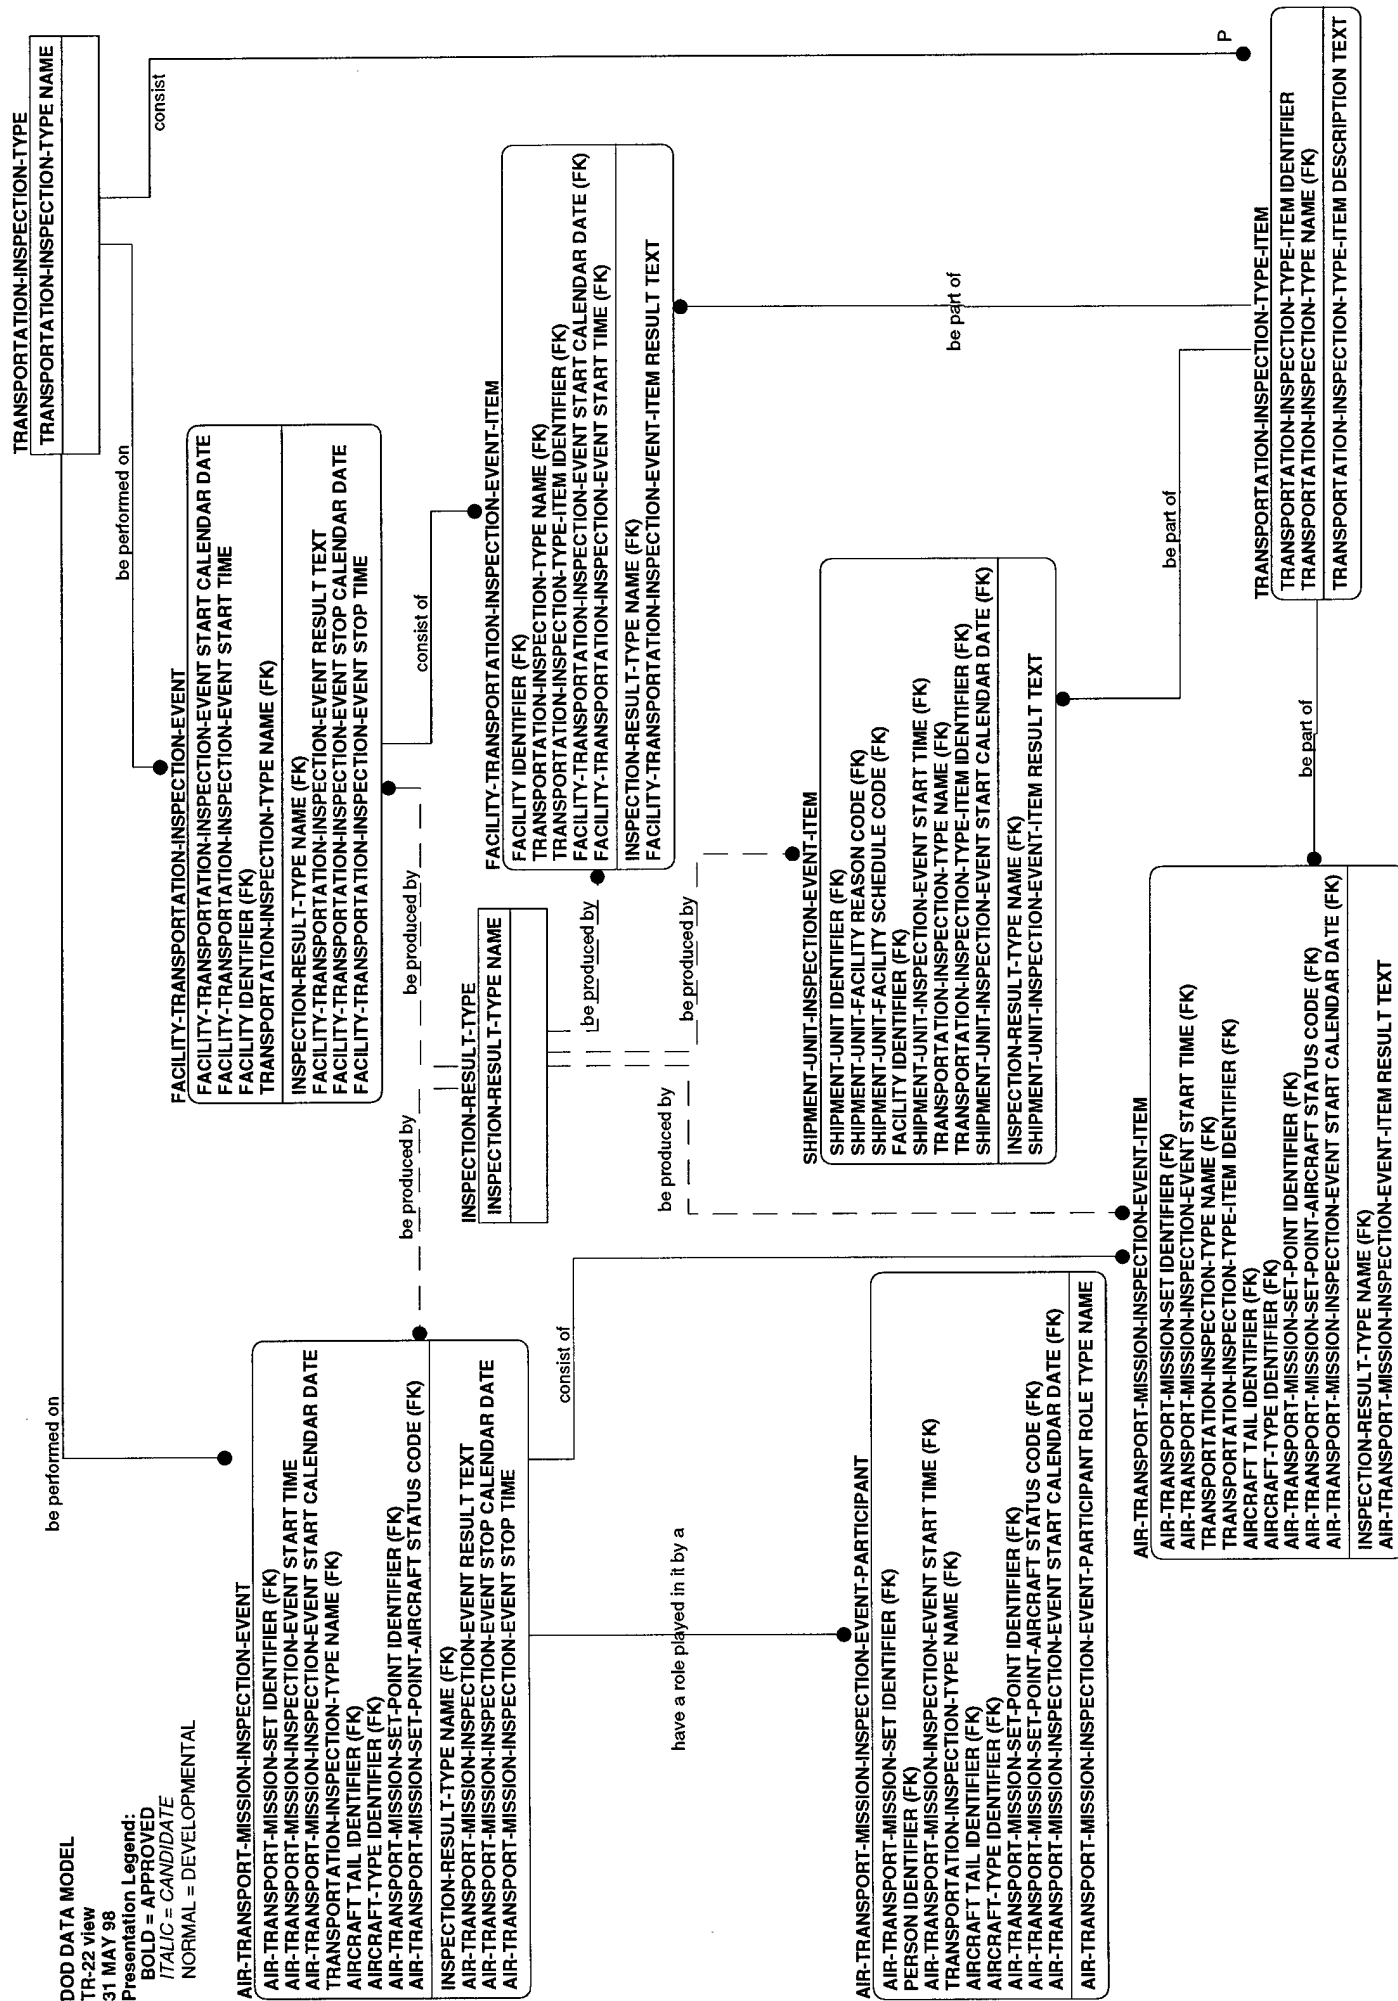 DOD DATA MODEL
TR-22 view
31 MAY 98
Presentation Legend:
BOLD = APPROVED
ITALIC = CANDIDATE
NORMAL = DEVELOPMENTAL
be performed on
TRANSPORTATION-INSPECTION-TYPE
TRANSPORTATION-INSPECTION-TYPE NAME
be performed on
consist
P
AIR-TRANSPORT-MISSION-INSPECTION-EVENT
AIR-TRANSPORT-MISSION-SET IDENTIFIER (FK)
AIR-TRANSPORT-MISSION-INSPECTION-EVENT START TIME
AIR-TRANSPORT-MISSION-INSPECTION-EVENT START CALENDAR DATE
TRANSPORTATION-INSPECTION-TYPE NAME (FK)
AIRCRAFT TAIL IDENTIFIER (FK)
AIRCRAFT-TYPE IDENTIFIER (FK)
AIR-TRANSPORT-MISSION-SET-POINT IDENTIFIER (FK)
AIR-TRANSPORT-MISSION-SET-POINT-AIRCRAFT STATUS CODE (FK)
INSPECTION-RESULT-TYPE NAME (FK)
AIR-TRANSPORT-MISSION-INSPECTION-EVENT RESULT TEXT
AIR-TRANSPORT-MISSION-INSPECTION-EVENT STOP CALENDAR DATE
AIR-TRANSPORT-MISSION-INSPECTION-EVENT STOP TIME
FACILITY-TRANSPORTATION-INSPECTION-EVENT
FACILITY-TRANSPORTATION-INSPECTION-EVENT START CALENDAR DATE
FACILITY-TRANSPORTATION-INSPECTION-EVENT START TIME
FACILITY IDENTIFIER (FK)
TRANSPORTATION-INSPECTION-TYPE NAME (FK)
INSPECTION-RESULT-TYPE NAME (FK)
FACILITY-TRANSPORTATION-INSPECTION-EVENT RESULT TEXT
FACILITY-TRANSPORTATION-INSPECTION-EVENT STOP CALENDAR DATE
FACILITY-TRANSPORTATION-INSPECTION-EVENT STOP TIME
be produced by
be produced by
consist of
INSPECTION-RESULT-TYPE
INSPECTION-RESULT-TYPE NAME
FACILITY-TRANSPORTATION-INSPECTION-EVENT-ITEM
FACILITY IDENTIFIER (FK)
TRANSPORTATION-INSPECTION-TYPE NAME (FK)
TRANSPORTATION-INSPECTION-TYPE-ITEM IDENTIFIER (FK)
FACILITY-TRANSPORTATION-INSPECTION-EVENT START CALENDAR DATE (FK)
FACILITY-TRANSPORTATION-INSPECTION-EVENT START TIME (FK)
INSPECTION-RESULT-TYPE NAME (FK)
FACILITY-TRANSPORTATION-INSPECTION-EVENT-ITEM RESULT TEXT
consist of
be produced by
have a role played in it by a
be produced by
be produced by
be part of
SHIPMENT-UNIT-INSPECTION-EVENT-ITEM
SHIPMENT-UNIT IDENTIFIER (FK)
SHIPMENT-UNIT-FACILITY REASON CODE (FK)
SHIPMENT-UNIT-FACILITY SCHEDULE CODE (FK)
FACILITY IDENTIFIER (FK)
SHIPMENT-UNIT-INSPECTION-EVENT START TIME (FK)
TRANSPORTATION-INSPECTION-TYPE NAME (FK)
TRANSPORTATION-INSPECTION-TYPE-ITEM IDENTIFIER (FK)
SHIPMENT-UNIT-INSPECTION-EVENT START CALENDAR DATE (FK)
INSPECTION-RESULT-TYPE NAME (FK)
SHIPMENT-UNIT-INSPECTION-EVENT-ITEM RESULT TEXT
AIR-TRANSPORT-MISSION-INSPECTION-EVENT-PARTICIPANT
AIR-TRANSPORT-MISSION-SET IDENTIFIER (FK)
PERSON IDENTIFIER (FK)
AIR-TRANSPORT-MISSION-INSPECTION-EVENT START TIME (FK)
TRANSPORTATION-INSPECTION-TYPE NAME (FK)
AIRCRAFT TAIL IDENTIFIER (FK)
AIRCRAFT-TYPE IDENTIFIER (FK)
AIR-TRANSPORT-MISSION-SET-POINT IDENTIFIER (FK)
AIR-TRANSPORT-MISSION-SET-POINT-AIRCRAFT STATUS CODE (FK)
AIR-TRANSPORT-MISSION-INSPECTION-EVENT START CALENDAR DATE (FK)
AIR-TRANSPORT-MISSION-INSPECTION-EVENT-PARTICIPANT ROLE TYPE NAME
be part of
AIR-TRANSPORT-MISSION-INSPECTION-EVENT-ITEM
AIR-TRANSPORT-MISSION-SET IDENTIFIER (FK)
AIR-TRANSPORT-MISSION-INSPECTION-EVENT START TIME (FK)
TRANSPORTATION-INSPECTION-TYPE NAME (FK)
TRANSPORTATION-INSPECTION-TYPE-ITEM IDENTIFIER (FK)
AIRCRAFT TAIL IDENTIFIER (FK)
AIRCRAFT-TYPE IDENTIFIER (FK)
AIR-TRANSPORT-MISSION-SET-POINT IDENTIFIER (FK)
AIR-TRANSPORT-MISSION-SET-POINT-AIRCRAFT STATUS CODE (FK)
AIR-TRANSPORT-MISSION-INSPECTION-EVENT START CALENDAR DATE (FK)
INSPECTION-RESULT-TYPE NAME (FK)
AIR-TRANSPORT-MISSION-INSPECTION-EVENT-ITEM RESULT TEXT
be part of
TRANSPORTATION-INSPECTION-TYPE-ITEM
TRANSPORTATION-INSPECTION-TYPE-ITEM IDENTIFIER
TRANSPORTATION-INSPECTION-TYPE NAME (FK)
TRANSPORTATION-INSPECTION-TYPE-ITEM DESCRIPTION TEXT